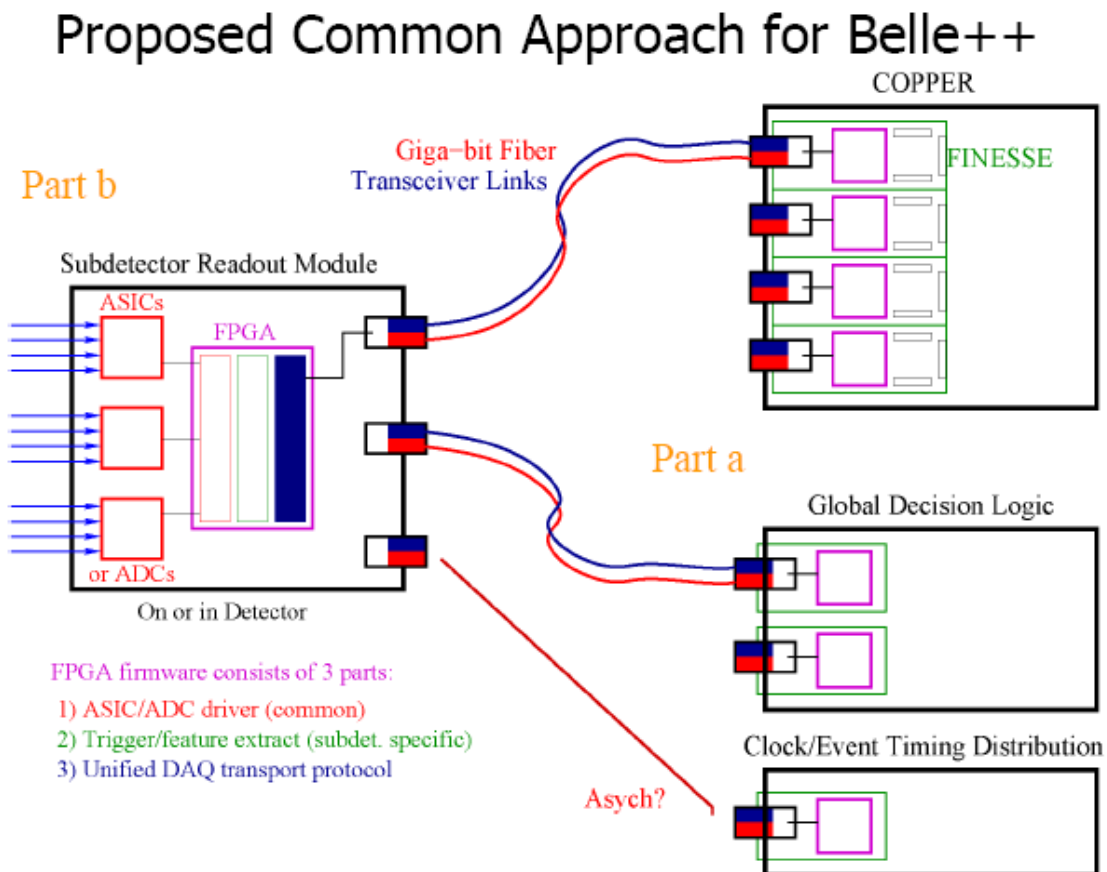 Proposed Common Approach for Belle++
COPPER
Giga-bit Fiber
Transceiver Links
FINESSE
Part b
Subdetector Readout Module
ASICs
FPGA
or ADCs
On or in Detector
Part a
Global Decision Logic
FPGA firmware consists of 3 parts:
1) ASIC/ADC driver (common)
2) Trigger/feature extract (subdet. specific)
3) Unified DAQ transport protocol
Clock/Event Timing Distribution
Asych?